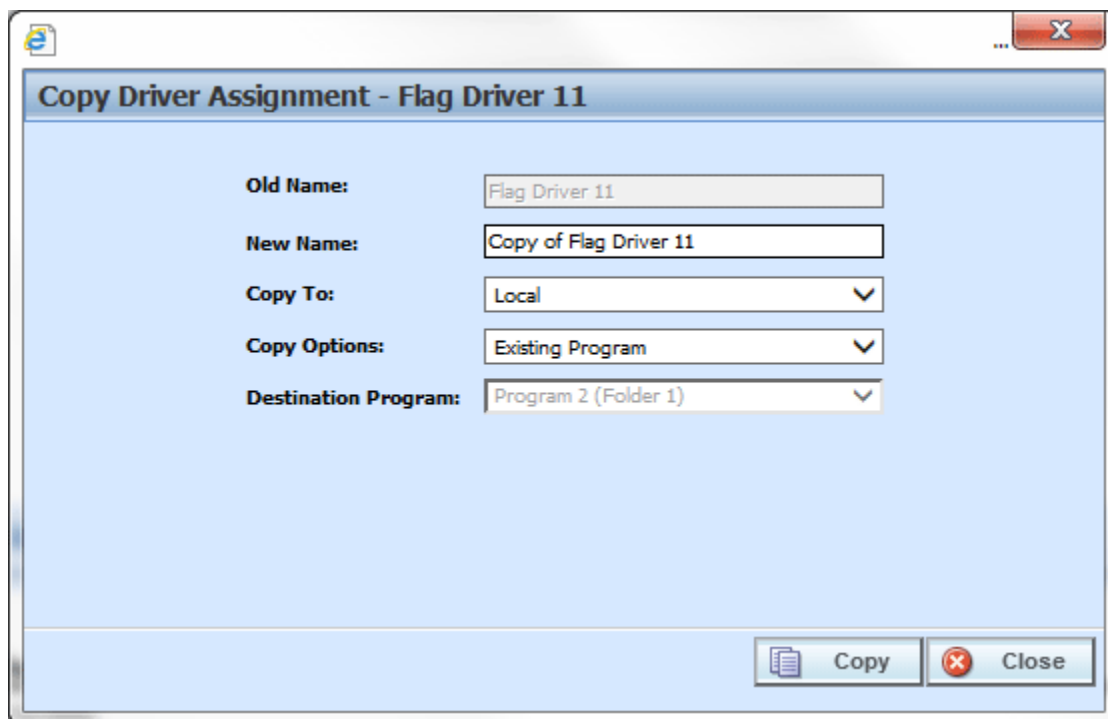 ...
Copy Driver Assignment - Flag Driver 11
Old Name: Flag Driver 11
New Name: Copy of Flag Driver 11
Copy To: Local
Copy Options: Existing Program
Destination Program: Program 2 (Folder 1)
Copy Close